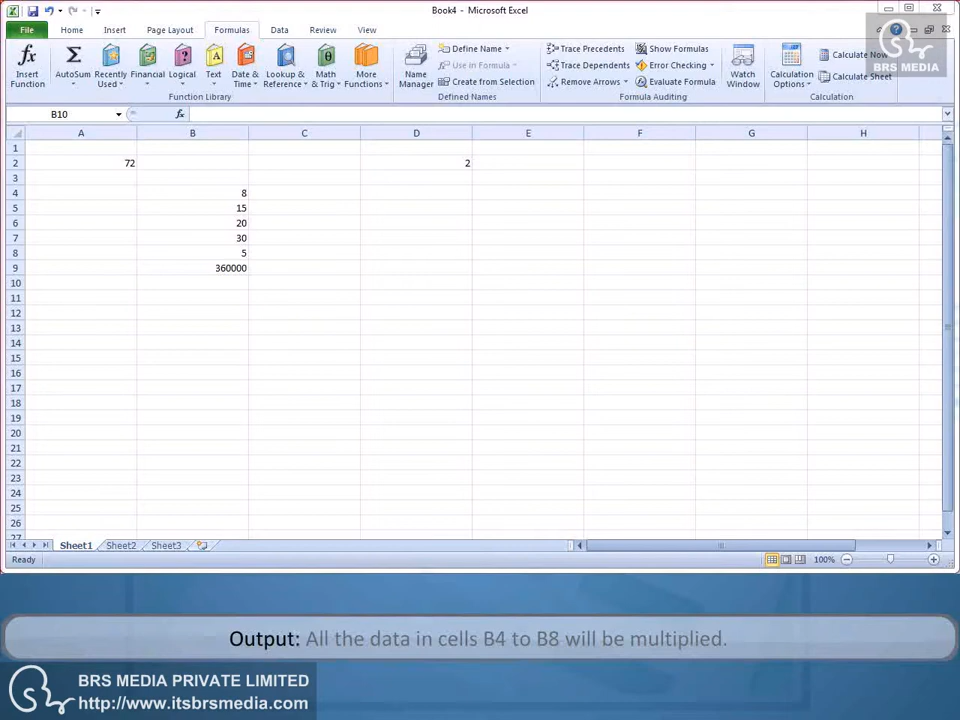 Book4 - Microsoft Excel
File Home Insert Page Layout Formulas Data Review View
BRS MEDIA
fx Insert Function
Σ AutoSum
Recently Used
Financial
Logical
Text
Date & Time
Lookup & Reference
Math & Trig
More Functions
Function Library
Name Manager
Define Name
Use in Formula
Create from Selection
Defined Names
Trace Precedents
Trace Dependents
Remove Arrows
Show Formulas
Error Checking
Evaluate Formula
Formula Auditing
Watch Window
Calculation Options
Calculate Now
Calculate Sheet
Calculation
B10 fx
A B C D E F G H
1
2 72 2
3
4 8
5 15
6 20
7 30
8 5
9 360000
10
11
12
13
14
15
16
17
18
19
20
21
22
23
24
25
26
27
Sheet1 Sheet2 Sheet3
Ready 100%
Output: All the data in cells B4 to B8 will be multiplied.
BRS MEDIA PRIVATE LIMITED
http://www.itsbrsmedia.com